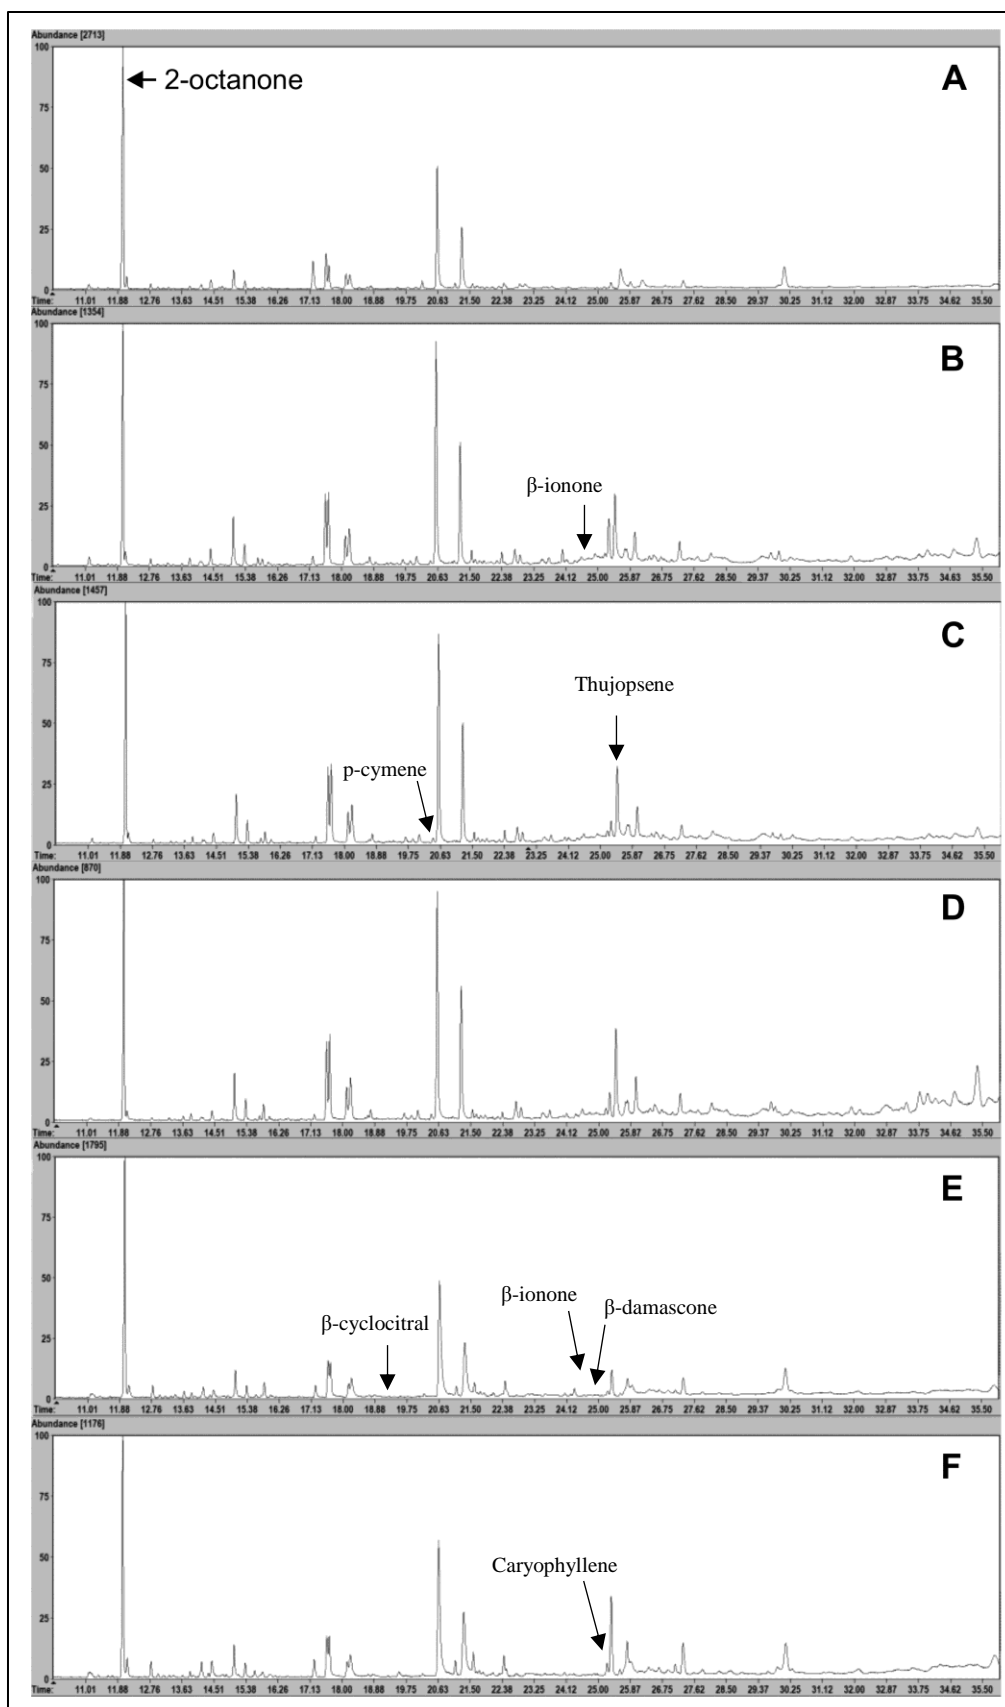 Abundance [2713]
100
2-octanone
A
75
50
25
0
Time: 11.01 11.88 12.76 13.63 14.51 15.38 16.26 17.13 18.00 18.88 19.75 20.63 21.50 22.38 23.25 24.12 25.00 25.87 26.75 27.62 28.50 29.37 30.25 31.12 32.00 32.87 33.75 34.62 35.50
Abundance [1354]
100
B
75
50
β-ionone
25
0
Time: 11.01 11.88 12.76 13.63 14.51 15.38 16.26 17.13 18.00 18.88 19.75 20.63 21.50 22.38 23.25 24.12 25.00 25.87 26.75 27.62 28.50 29.37 30.25 31.12 32.00 32.87 33.75 34.63 35.50
Abundance [1457]
100
C
75
Thujopsene
50
p-cymene
25
0
Time: 11.01 11.88 12.76 13.63 14.51 15.38 16.26 17.13 18.00 18.88 19.75 20.63 21.50 22.38 23.25 24.12 25.00 25.87 26.75 27.62 28.50 29.37 30.25 31.12 32.00 32.87 33.75 34.62 35.50
Abundance [870]
100
D
75
50
25
0
Time: 11.01 11.88 12.76 13.63 14.51 15.38 16.26 17.13 18.00 18.88 19.75 20.63 21.50 22.38 23.25 24.12 25.00 25.87 26.75 27.62 28.50 29.37 30.25 31.12 32.00 32.87 33.75 34.62 35.50
Abundance [1795]
100
E
75
50
β-ionone
β-damascone
β-cyclocitral
25
0
Time: 11.01 11.88 12.76 13.63 14.51 15.38 16.26 17.13 18.00 18.88 19.75 20.63 21.50 22.38 23.25 24.12 25.00 25.87 26.75 27.62 28.50 29.37 30.25 31.12 32.00 32.87 33.75 34.62 35.50
Abundance [1176]
100
F
75
50
Caryophyllene
25
0
Time: 11.01 11.88 12.76 13.63 14.51 15.38 16.26 17.13 18.00 18.88 19.75 20.63 21.50 22.38 23.25 24.12 25.00 25.87 26.75 27.62 28.50 29.37 30.25 31.12 32.00 32.87 33.75 34.62 35.50